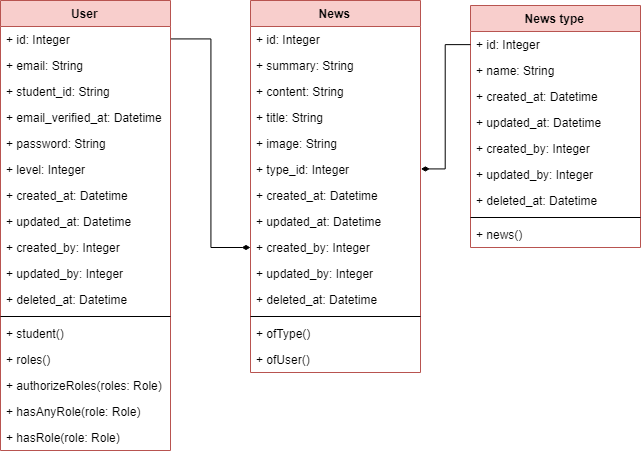 User
+ id: Integer
+ email: String
+ student_id: String
+ email_verified_at: Datetime
+ password: String
+ level: Integer
+ created_at: Datetime
+ updated_at: Datetime
+ created_by: Integer
+ updated_by: Integer
+ deleted_at: Datetime
+ student()
+ roles()
+ authorizeRoles(roles: Role)
+ hasAnyRole(role: Role)
+ hasRole(role: Role)
News
+ id: Integer
+ summary: String
+ content: String
+ title: String
+ image: String
+ type_id: Integer
+ created_at: Datetime
+ updated_at: Datetime
+ created_by: Integer
+ updated_by: Integer
+ deleted_at: Datetime
+ ofType()
+ ofUser()
News type
+ id: Integer
+ name: String
+ created_at: Datetime
+ updated_at: Datetime
+ created_by: Integer
+ updated_by: Integer
+ deleted_at: Datetime
+ news()